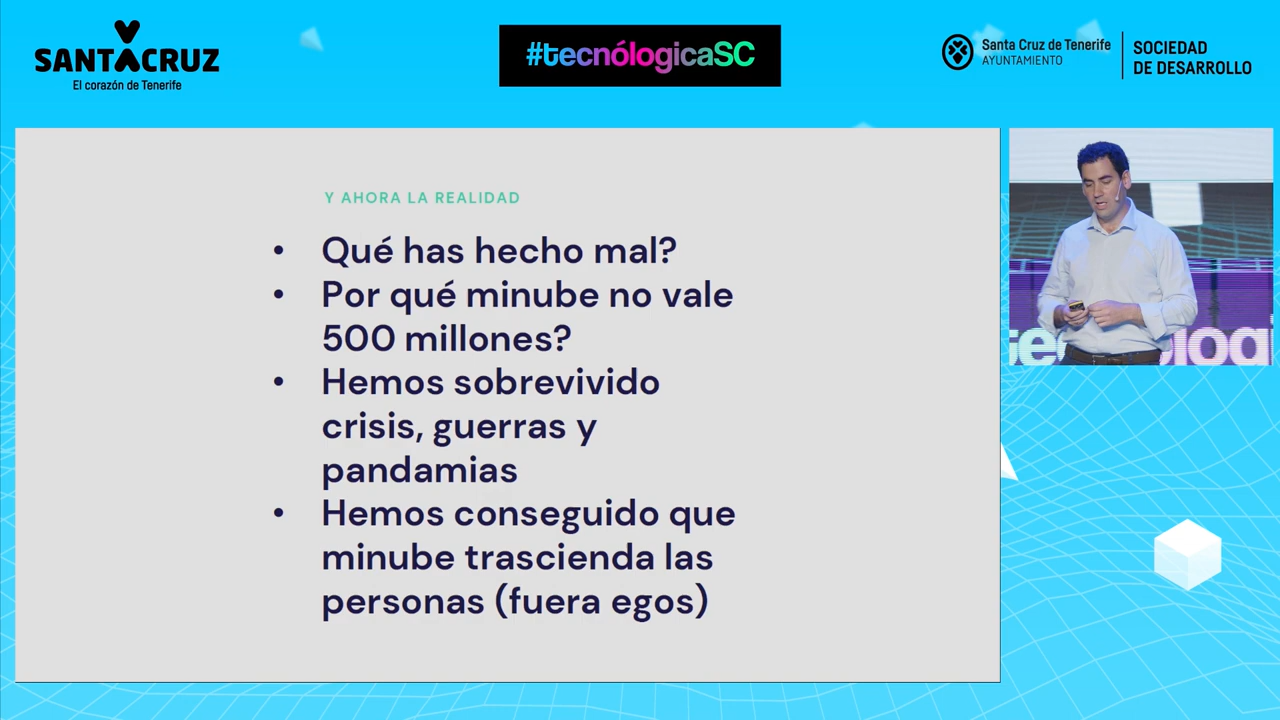 SANTACRUZ
El corazón de Tenerife
#tecnólogicaSC
Santa Cruz de Tenerife
AYUNTAMIENTO
SOCIEDAD
DE DESARROLLO
Y AHORA LA REALIDAD
• Qué has hecho mal?
• Por qué minube no vale
500 millones?
• Hemos sobrevivido
crisis, guerras y
pandamias
• Hemos conseguido que
minube trascienda las
personas (fuera egos)